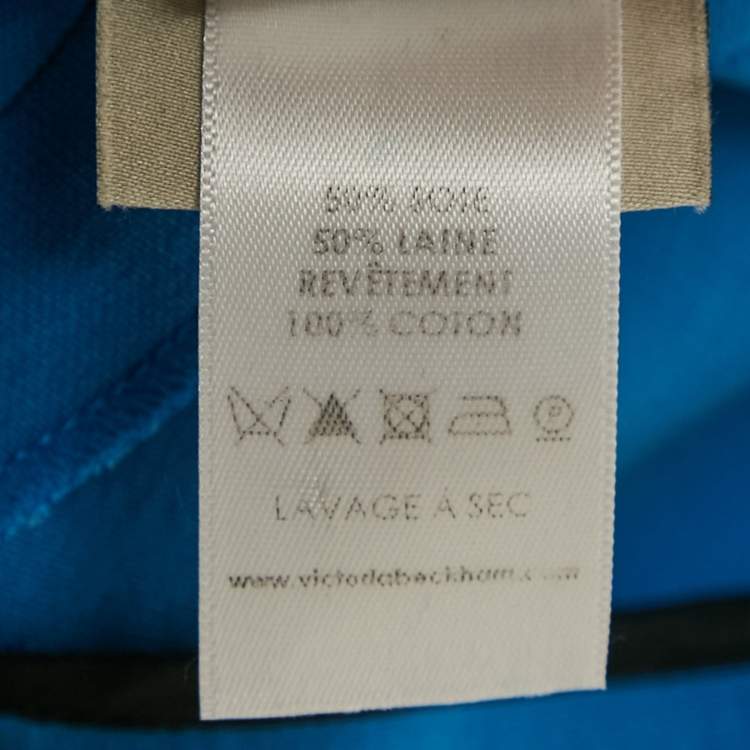 50% SOIE
50% LAINE
REVÊTEMENT
100% COTON
P
LAVAGE À SEC
www.victoriabeckham.com